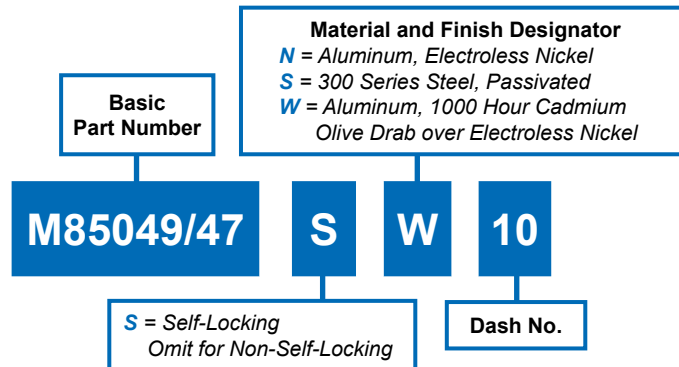 Material and Finish Designator
N = Aluminum, Electroless Nickel
S = 300 Series Steel, Passivated
W = Aluminum, 1000 Hour Cadmium
Olive Drab over Electroless Nickel
Basic
Part Number
M85049/47 S W 10
S = Self-Locking
Omit for Non-Self-Locking
Dash No.